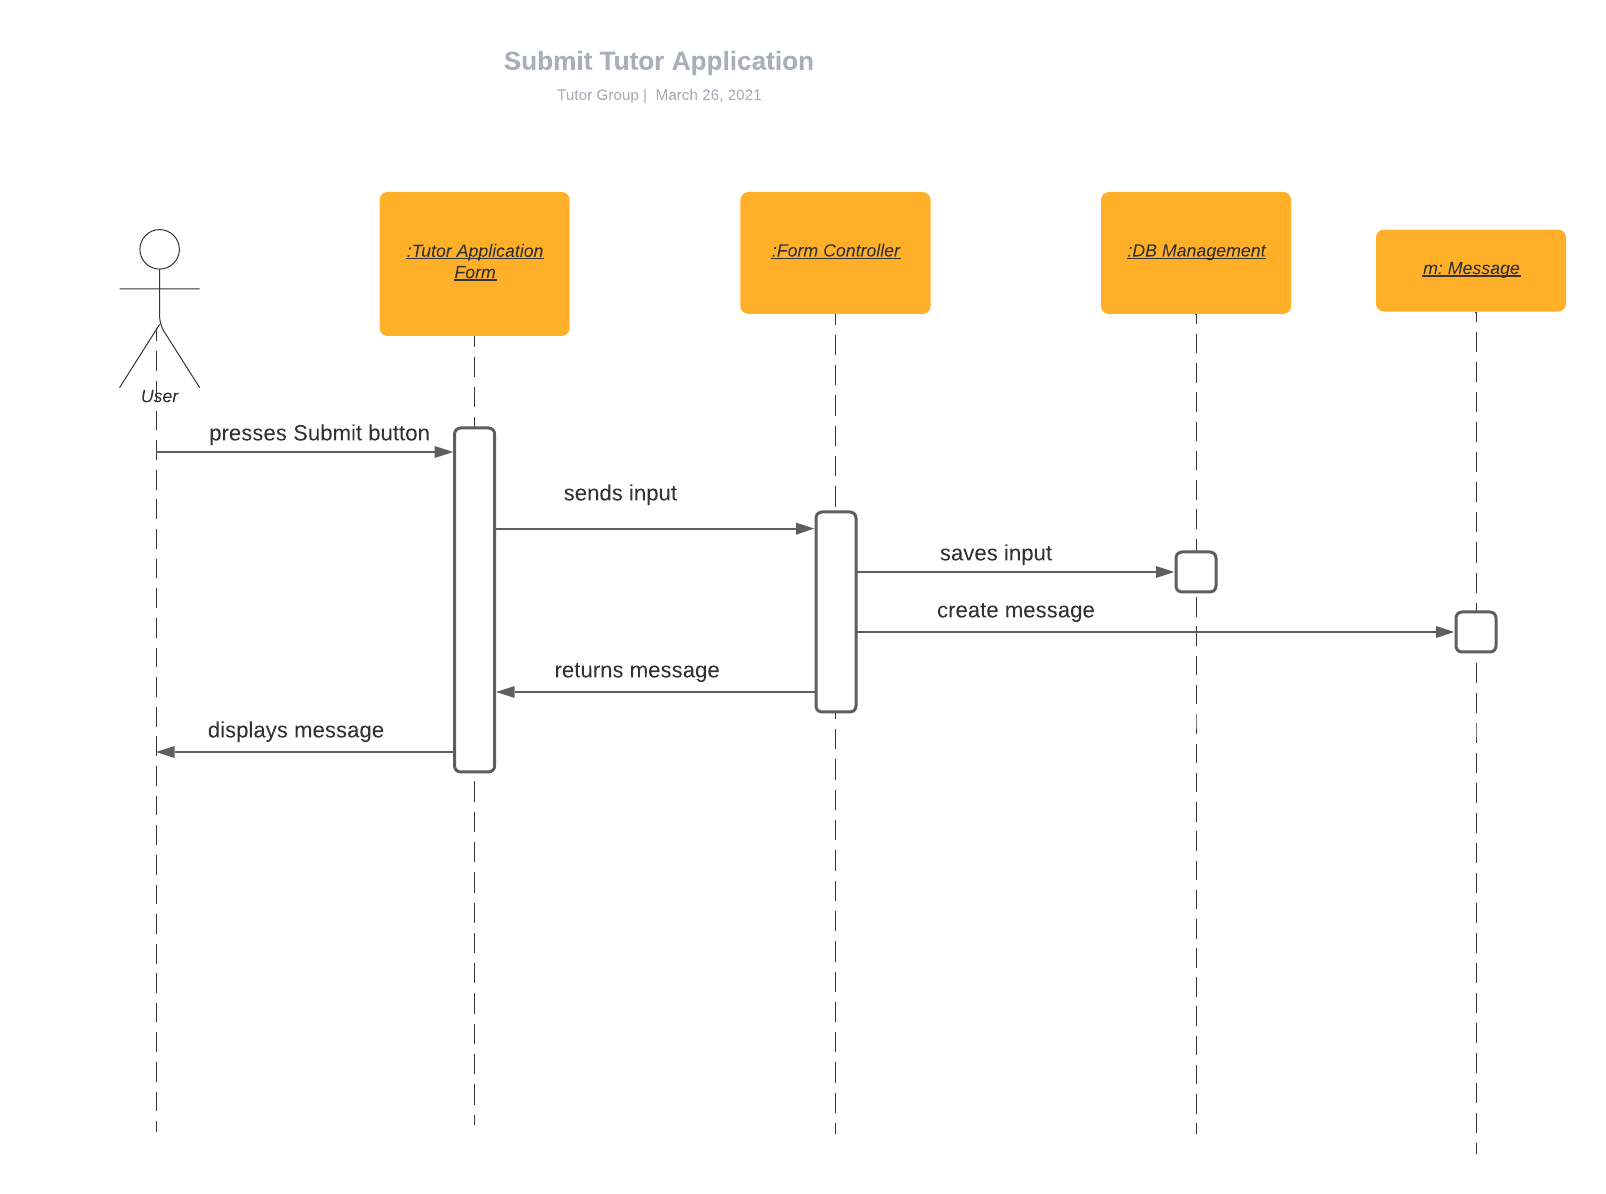 Submit Tutor Application
Tutor Group | March 26, 2021
:Tutor Application
Form
:Form Controller
:DB Management
m: Message
User
presses Submit button
sends input
saves input
create message
returns message
displays message